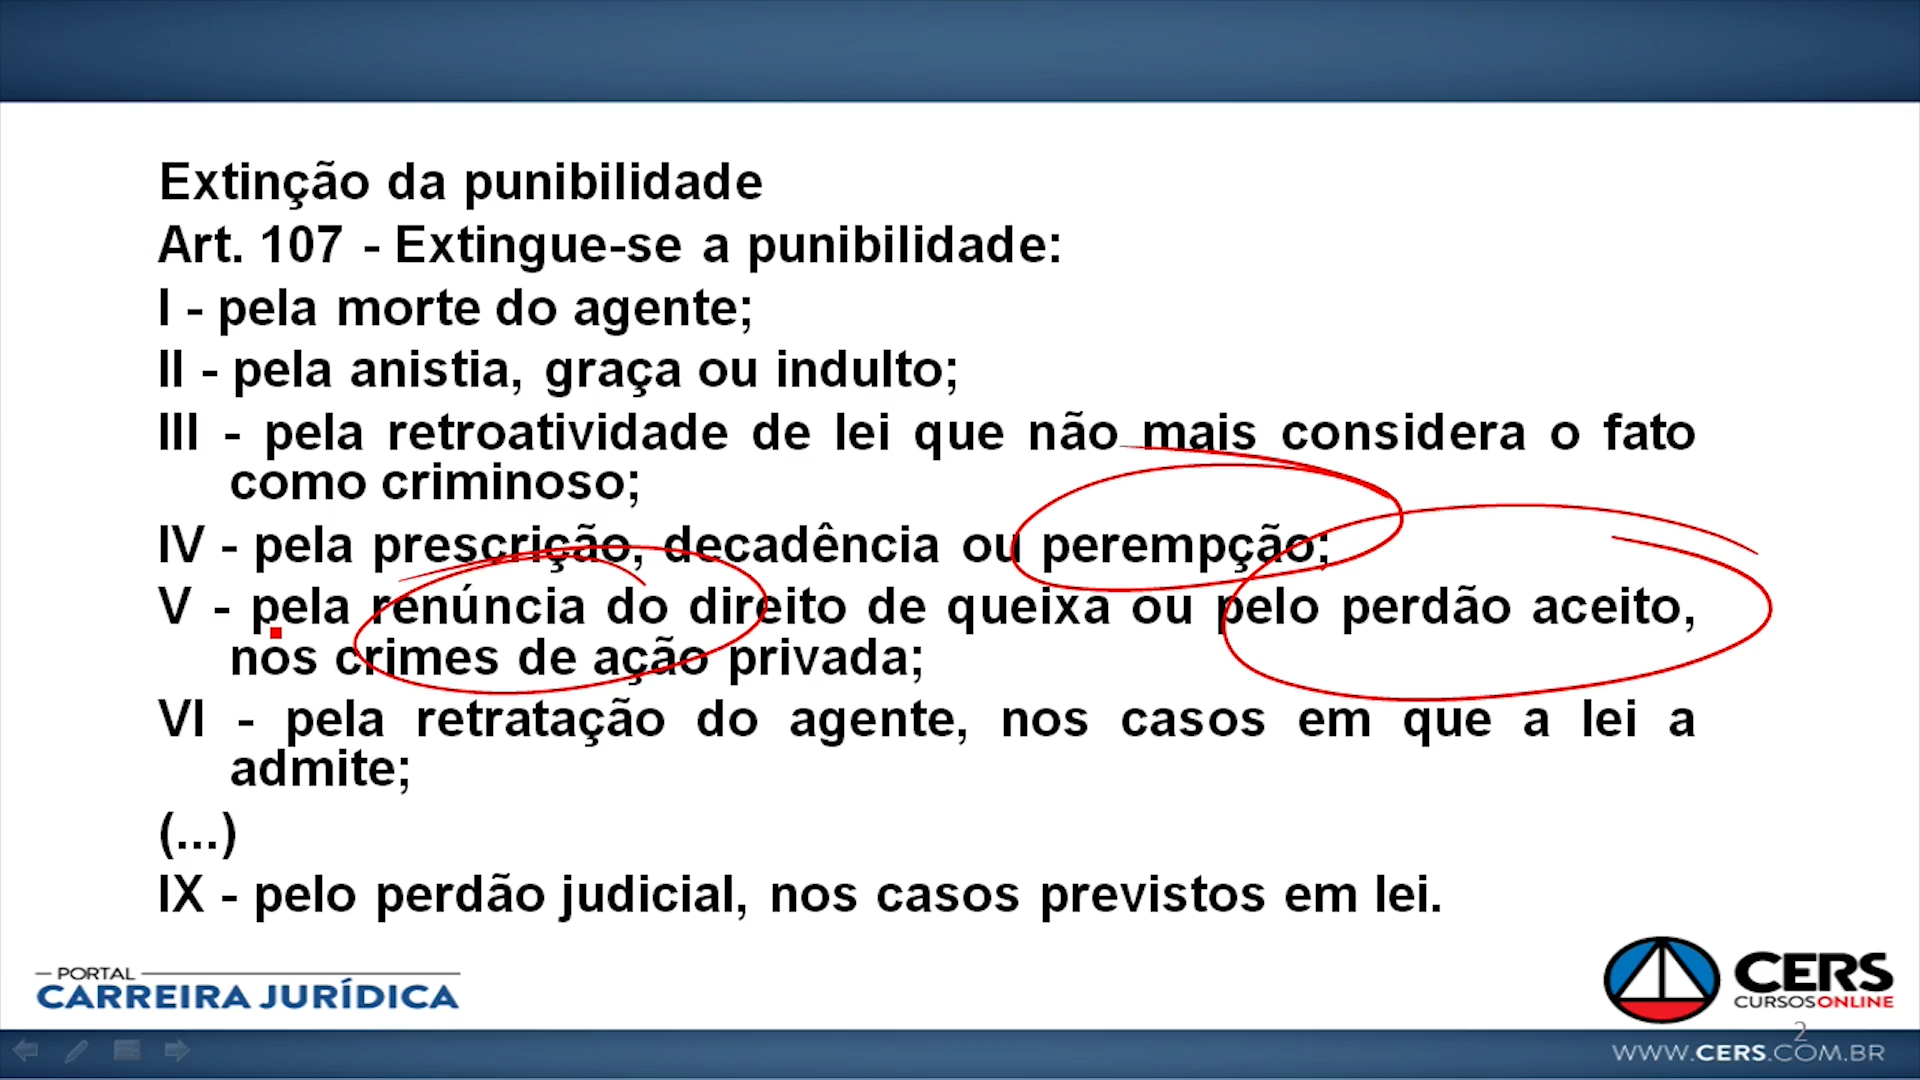 Extinção da punibilidade
Art. 107 - Extingue-se a punibilidade:
I - pela morte do agente;
II - pela anistia, graça ou indulto;
III - pela retroatividade de lei que não mais considera o fato
como criminoso;
IV - pela prescrição, decadência ou perempção;
V - pela renúncia do direito de queixa ou pelo perdão aceito,
nos crimes de ação privada;
VI - pela retratação do agente, nos casos em que a lei a
admite;
(...)
IX - pelo perdão judicial, nos casos previstos em lei.
PORTAL
CARREIRA JURÍDICA
CERS
CURSOSONLINE
2
WWW.CERS.COM.BR